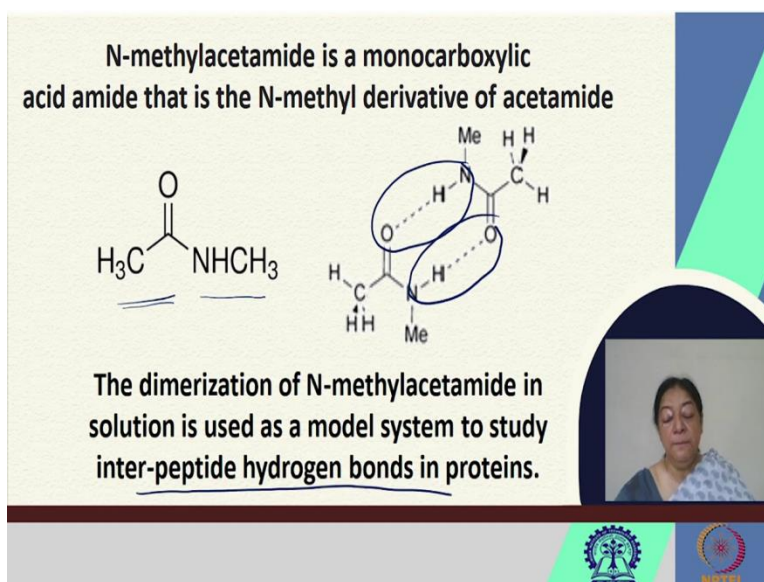 N-methylacetamide is a monocarboxylic
acid amide that is the N-methyl derivative of acetamide
O
H₃C
NHCH₃
Me
H
H
H
N
C
H
O
O
H
H
C
N
H H
Me
The dimerization of N-methylacetamide in
solution is used as a model system to study
inter-peptide hydrogen bonds in proteins.
NPTEL